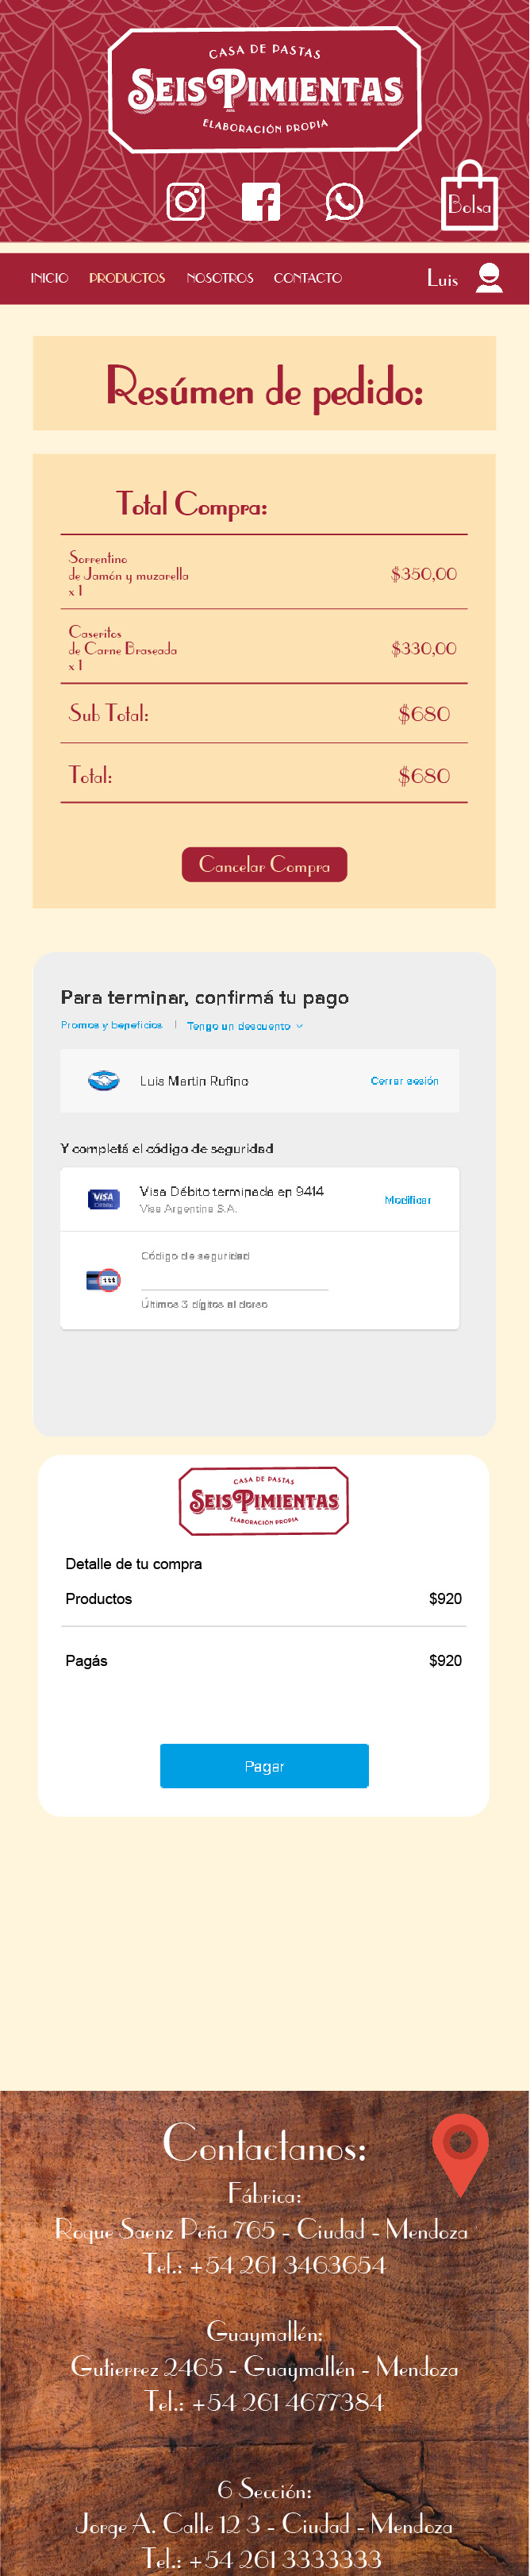 CASA DE PASTAS
SEIS PIMIENTAS
ELABORACIÓN PROPIA
Bolsa
INICIO PRODUCTOS NOSOTROS CONTACTO Luis
Resúmen de pedido:
Total Compra:
Sorrentino
de Jamón y muzarella
x 1
$350,00
Caseritos
de Carne Braseada
x 1
$330,00
Sub Total: $680
Total: $680
Cancelar Compra
Para terminar, confirmá tu pago
Promos y beneficios | Tengo un descuento
Luis Martin Rufino Cerrar sesión
Y completá el código de seguridad
VISA
Visa Débito terminada en 9414
Visa Argentina S.A.
Modificar
Código de seguridad
Últimos 3 dígitos al dorso
CASA DE PASTAS
SEIS PIMIENTAS
ELABORACIÓN PROPIA
Detalle de tu compra
Productos $920
Pagás $920
Pagar
Contactanos:
Fábrica:
Roque Saenz Peña 765 - Ciudad - Mendoza
Tel.: +54 261 3463654
Guaymallén:
Gutierrez 2465 - Guaymallén - Mendoza
Tel.: +54 261 4677384
6 Sección:
Jorge A. Calle 12 3 - Ciudad - Mendoza
Tel.: +54 261 3333333